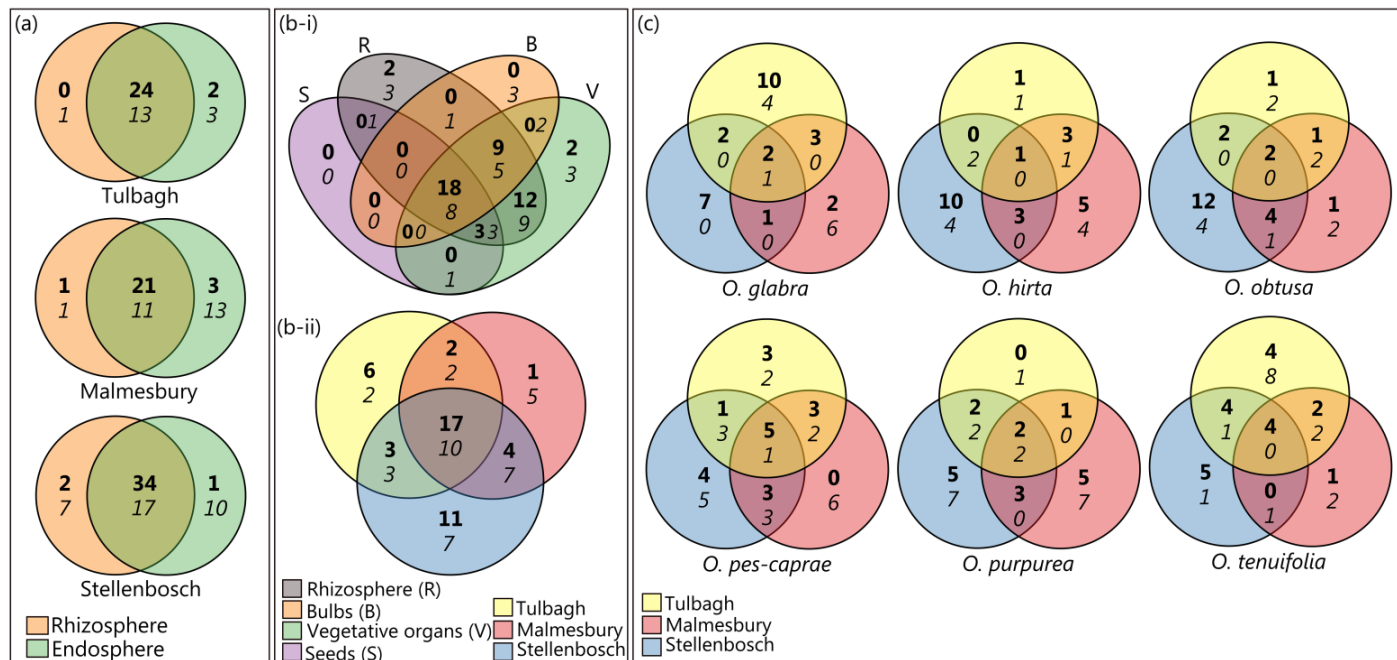 (a)
0 24 2
1 13 3
Tulbagh
1 21 3
1 11 13
Malmesbury
2 34 1
7 17 10
Stellenbosch
Rhizosphere
Endosphere
(b-i)
R B
S V
2 0
3 3
0
1
01 02
0 0 9 2
0 0 5 3
18
8
0 12
0 9
00 33
0
1
(b-ii)
2
2
6 1
2 5
17
10
3 4
3 7
11
7
Rhizosphere (R)
Bulbs (B)
Vegetative organs (V)
Seeds (S)
Tulbagh
Malmesbury
Stellenbosch
(c)
10
4
2 3
0 0
2
1
7 2
0 6
1
0
O. glabra
1
1
0 3
2 1
1
0
10 5
4 4
3
0
O. hirta
1
2
2 1
0 2
2
0
12 1
4 2
4
1
O. obtusa
3
2
1 3
3 2
5
1
4 0
5 6
3
3
O. pes-caprae
0
1
2 1
2 0
2
2
5 5
7 7
3
0
O. purpurea
4
8
4 2
1 2
4
0
5 1
1 2
0
1
O. tenuifolia
Tulbagh
Malmesbury
Stellenbosch